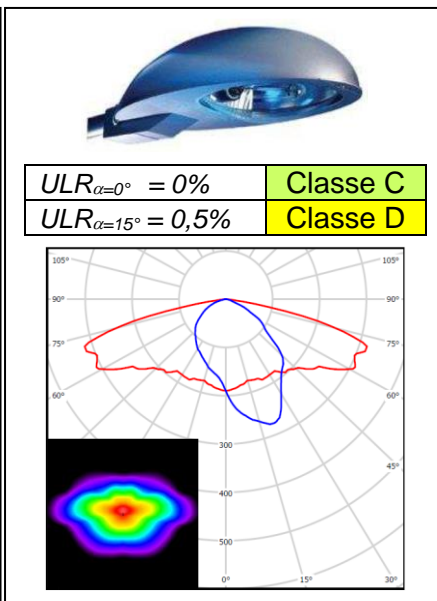 ULRα=0° = 0% Classe C
ULRα=15° = 0,5% Classe D
105° 105°
90° 90°
75° 75°
60° 60°
300
45°
400
500
0° 15° 30°